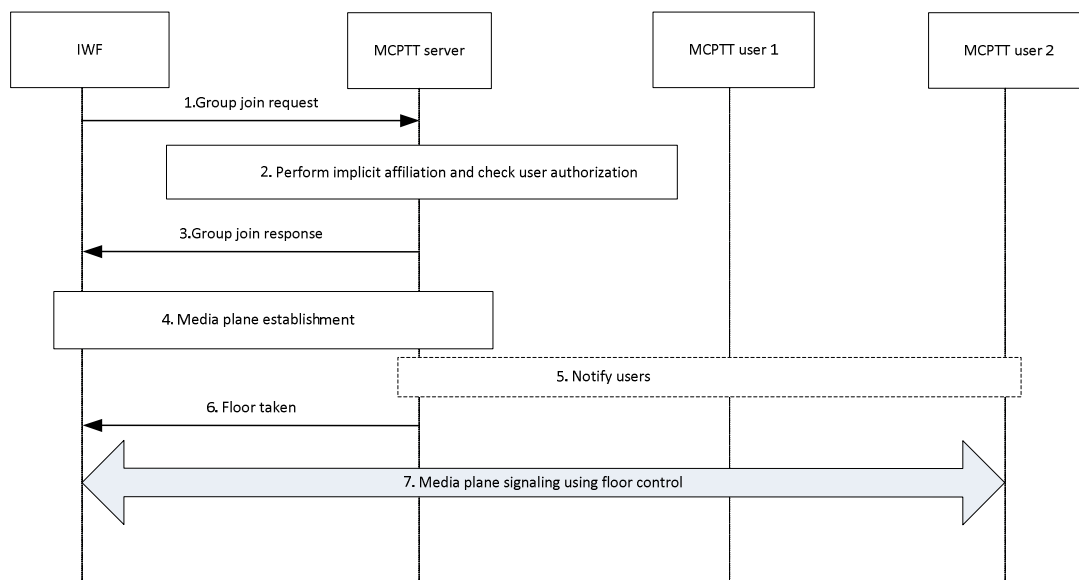 IWF
MCPTT server
MCPTT user 1
MCPTT user 2
1.Group join request
2. Perform implicit affiliation and check user authorization
3.Group join response
4. Media plane establishment
5. Notify users
6. Floor taken
7. Media plane signaling using floor control